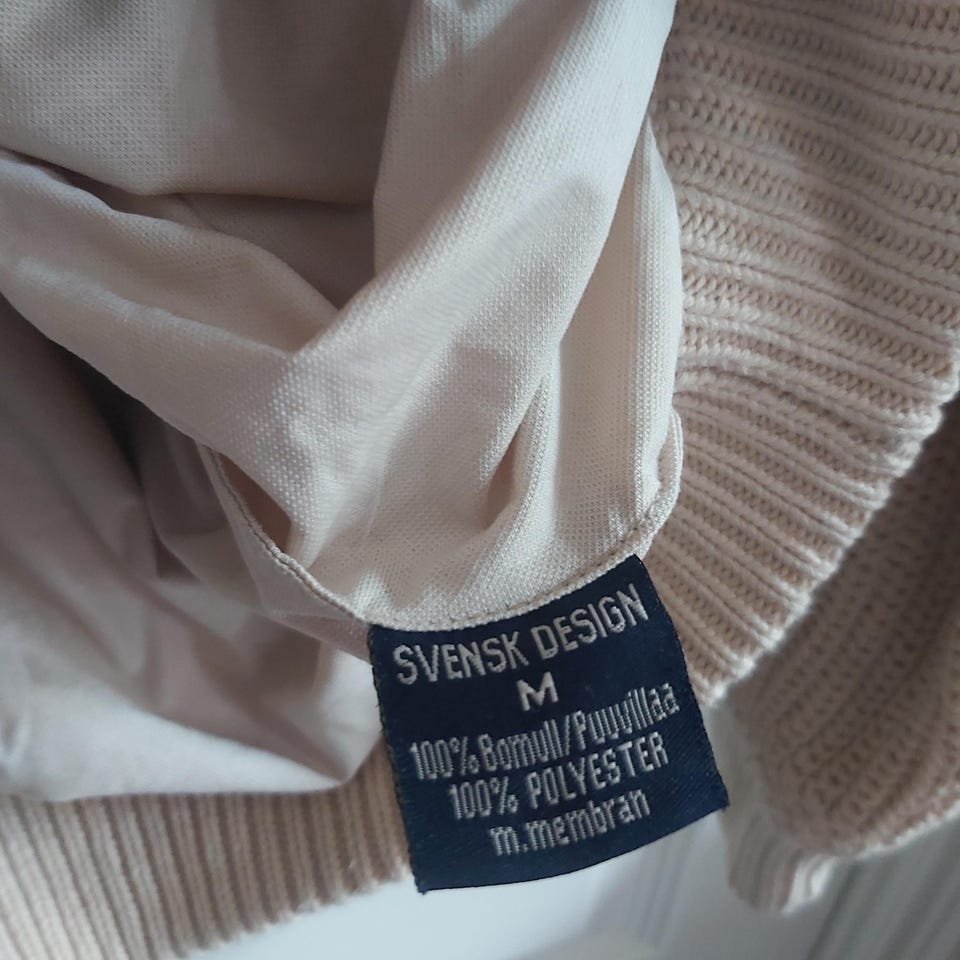 SVENSK DESIGN
M
100% Bomull/Puuvillaa
100% POLYESTER
m.membran